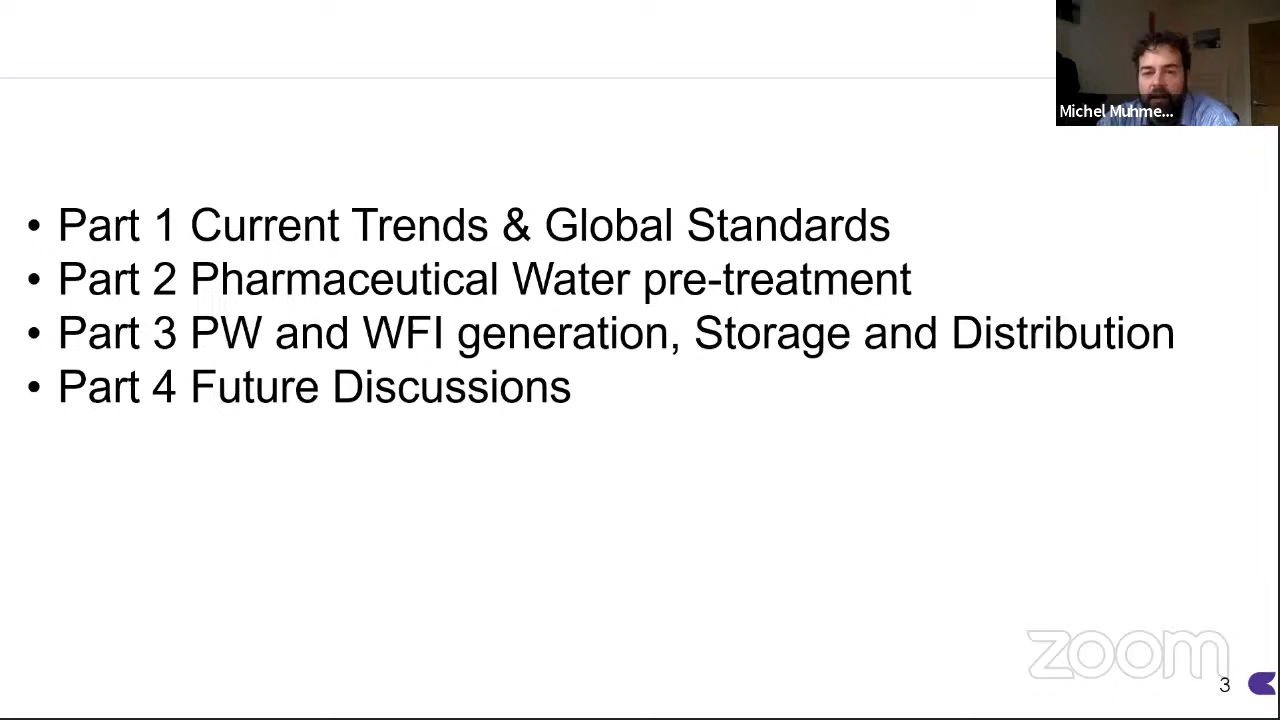 Michel Muhme...
• Part 1 Current Trends & Global Standards
• Part 2 Pharmaceutical Water pre-treatment
• Part 3 PW and WFI generation, Storage and Distribution
• Part 4 Future Discussions
zoom
3